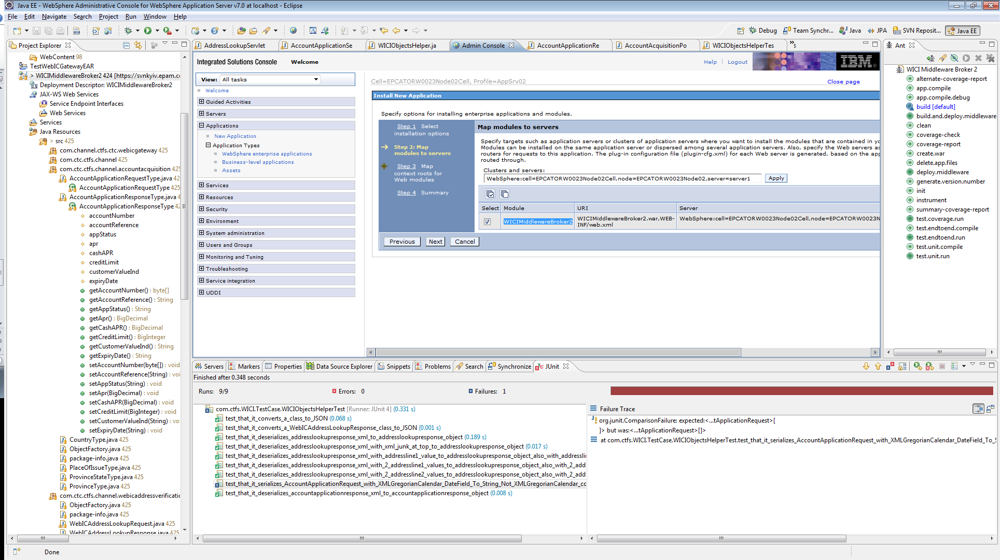 Java EE - WebSphere Administrative Console for WebSphere Application Server v7.0 at localhost - Eclipse
File Edit Navigate Search Project Run Window Help
Debug Team Synchr... Java JPA SVN Reposit... Java EE
Project Explorer
WebContent 98
TestWebICGatewayEAR
> WICIMiddlewareBroker2 424 [https://svnkyiv.epam.c
Deployment Descriptor: WICIMiddlewareBroker2
JAX-WS Web Services
Service Endpoint Interfaces
Web Services
Services
Java Resources
> src 425
com.channel.ctfs.ctc.webicgateway 425
com.ctc.ctfs.channel 425
com.ctc.ctfs.channel.accountacquisition 425
AccountApplicationRequestType.java 42
AccountApplicationRequestType 425
AccountApplicationResponseType.java 4
AccountApplicationResponseType 42
accountNumber
accountReference
appStatus
apr
cashAPR
creditLimit
customerValueInd
expiryDate
getAccountNumber() : byte[]
getAccountReference() : String
getAppStatus() : String
getApr() : BigDecimal
getCashAPR() : BigDecimal
getCreditLimit() : BigInteger
getCustomerValueInd() : String
getExpiryDate() : String
setAccountNumber(byte[]) : void
setAccountReference(String) : voi
setAppStatus(String) : void
setApr(BigDecimal) : void
setCashAPR(BigDecimal) : void
setCreditLimit(BigInteger) : void
setCustomerValueInd(String) : vo
setExpiryDate(String) : void
CountryType.java 425
ObjectFactory.java 425
package-info.java 425
PlaceOfIssueType.java 425
ProvinceStateType.java 425
ProvinceType.java 425
com.ctc.ctfs.channel.webicaddressverificatio
ObjectFactory.java 425
package-info.java 425
WebICAddressLookupRequest.java 425
WebICAddressLookupResponse.java 425
Done
AddressLookupServlet AccountApplicationSe WICIObjectsHelper.ja Admin Console AccountApplicationRe AccountAcquisitionPo WICIObjectsHelperTes »5
Integrated Solutions Console Welcome Help Logout IBM
View: All tasks
Welcome
Guided Activities
Servers
Applications
New Application
Application Types
WebSphere enterprise applications
Business-level applications
Assets
Services
Resources
Security
Environment
System administration
Users and Groups
Monitoring and Tuning
Troubleshooting
Service integration
UDDI
Cell=EPCATORW0023Node02Cell, Profile=AppSrv02 Close page
Install New Application
Specify options for installing enterprise applications and modules.
Step 1 Select installation options
Step 2: Map modules to servers
Step 3 Map context roots for Web modules
Step 4 Summary
Map modules to servers
Specify targets such as application servers or clusters of application servers where you want to install the modules that are contained in yo
Modules can be installed on the same application server or dispersed among several application servers. Also, specify the Web servers as
routers for requests to this application. The plug-in configuration file (plugin-cfg.xml) for each Web server is generated, based on the app
routed through.
Clusters and servers:
WebSphere:cell=EPCATORW0023Node02Cell,node=EPCATORW0023Node02,server=server1 Apply
Select Module URI Server
WICIMiddlewareBroker2 WICIMiddlewareBroker2.war,WEB-INF/web.xml WebSphere:cell=EPCATORW0023Node02Cell,node=EPCATORW0023N
Previous Next Cancel
Ant
WICI Middleware Broker 2
alternate-coverage-report
app.compile
app.compile.debug
build [default]
build.and.deploy.middleware
clean
coverage-check
coverage-report
create.war
delete.app.files
deploy.middleware
generate.version.number
init
instrument
summary-coverage-report
test.coverage.run
test.endtoend.compile
test.endtoend.run
test.unit.compile
test.unit.run
Servers Markers Properties Data Source Explorer Snippets Problems Search Synchronize JUnit
Finished after 0.348 seconds
Runs: 9/9 Errors: 0 Failures: 1
com.ctfs.WICI.TestCase.WICIObjectsHelperTest [Runner: JUnit 4] (0.331 s)
test_that_it_converts_a_class_to_JSON (0.068 s)
test_that_it_converts_a_WebICAddressLookupResponse_class_to_JSON (0.001 s)
test_that_it_deserializes_addresslookupresponse_xml_to_addresslookupresponse_object (0.189 s)
test_that_it_deserializes_addresslookupresponse_xml_with_xml_junk_at_top_to_addresslookupresponse_object (0.017 s)
test_that_it_deserializes_addresslookupresponse_xml_with_addressline1_value_to_addresslookupresponse_object_also_with_addresslin
test_that_it_deserializes_addresslookupresponse_xml_with_2_addressline1_values_to_addresslookupresponse_object_also_with_2_add
test_that_it_deserializes_addresslookupresponse_xml_with_2_addressline2_values_to_addresslookupresponse_object_also_with_2_add
test_that_it_serializes_AccountApplicationRequest_with_XMLGregorianCalendar_DateField_To_String_Not_XMLGregorianCalendar_co
test_that_it_deserializes_accountapplicationresponse_xml_to_accountapplicationresponse_object (0.008 s)
Failure Trace
org.junit.ComparisonFailure: expected:<...tApplicationRequest>[
]> but was:<...tApplicationRequest>[]>
at com.ctfs.WICI.TestCase.WICIObjectsHelperTest.test_that_it_serializes_AccountApplicationRequest_with_XMLGregorianCalendar_DateField_To_S